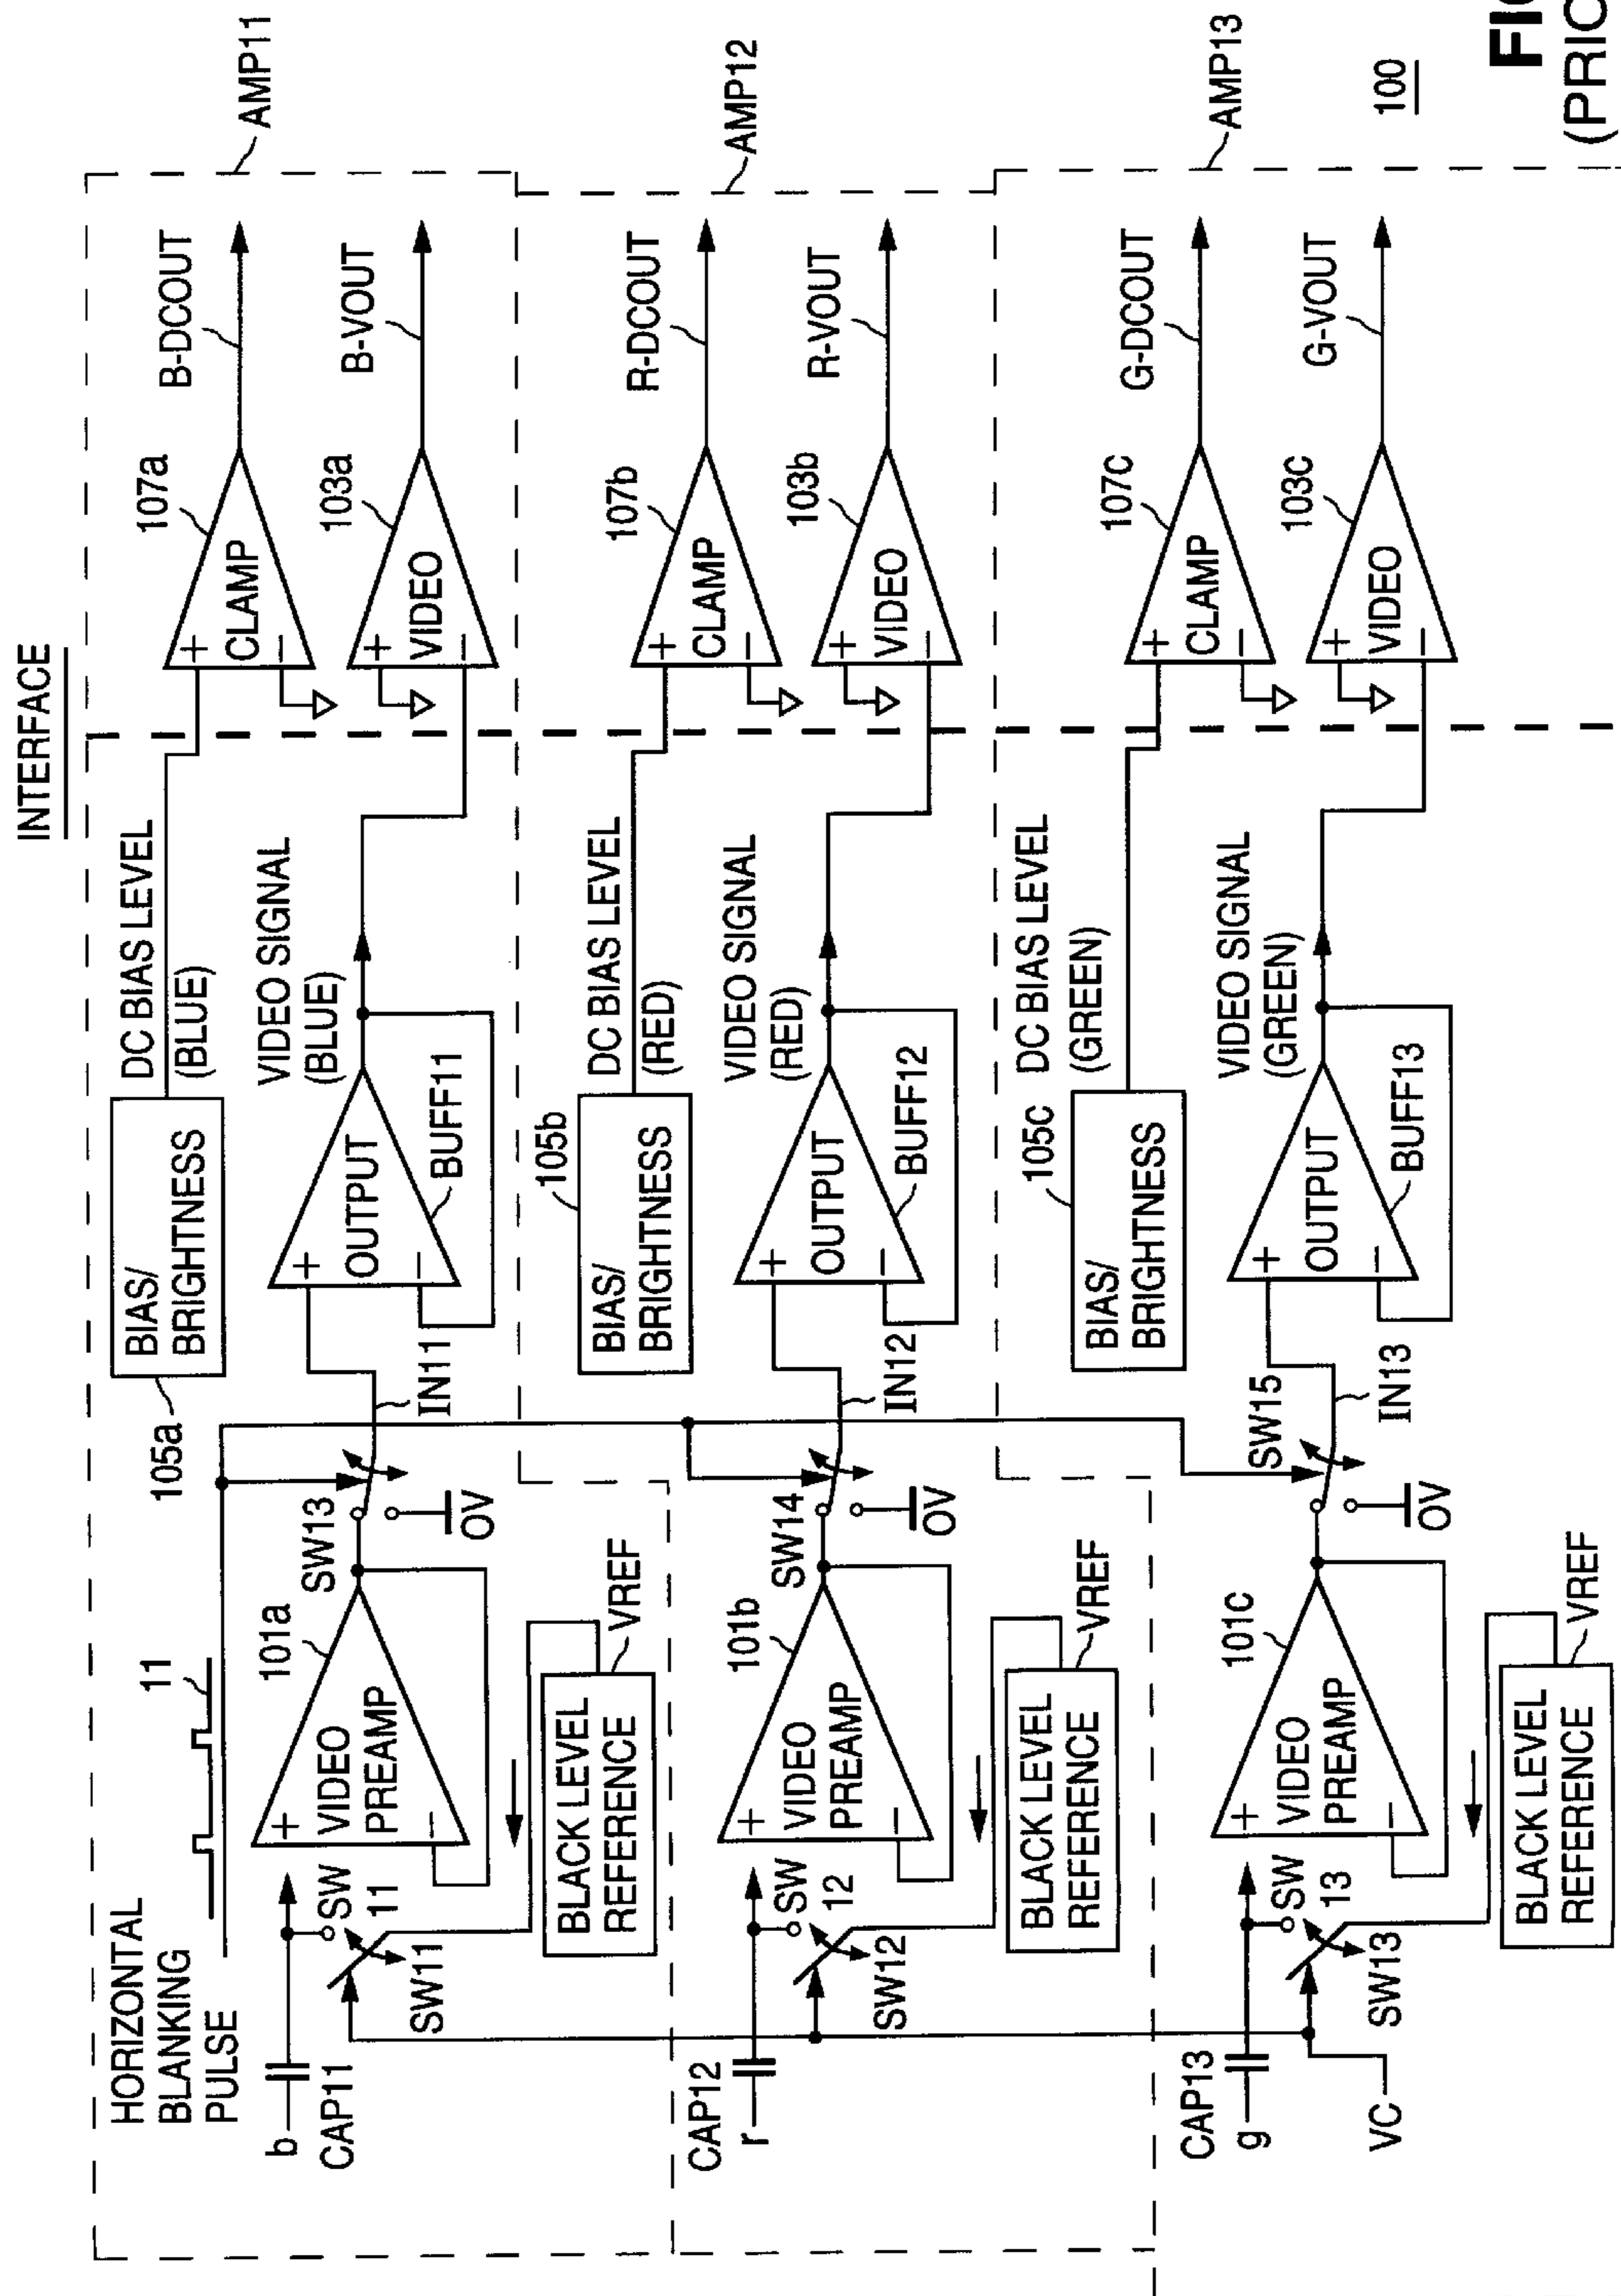 INTERFACE
HORIZONTAL
BLANKING
PULSE
11
b
CAP11
SW
11
SW11
VIDEO
PREAMP
+
−
101a
BLACK LEVEL
REFERENCE
VREF
SW13
0V
105a
IN11
BIAS/
BRIGHTNESS
OUTPUT
+
−
BUFF11
DC BIAS LEVEL
(BLUE)
VIDEO SIGNAL
(BLUE)
107a
CLAMP
+
−
103a
VIDEO
+
−
B-DCOUT
B-VOUT
AMP11
CAP12
r
SW
12
SW12
VIDEO
PREAMP
+
−
101b
BLACK LEVEL
REFERENCE
VREF
SW14
0V
IN12
105b
BIAS/
BRIGHTNESS
OUTPUT
+
−
BUFF12
DC BIAS LEVEL
(RED)
VIDEO SIGNAL
(RED)
107b
CLAMP
+
−
103b
VIDEO
+
−
R-DCOUT
R-VOUT
AMP12
CAP13
g
VC
SW
13
SW13
VIDEO
PREAMP
+
−
101c
BLACK LEVEL
REFERENCE
VREF
SW15
0V
IN13
105c
BIAS/
BRIGHTNESS
OUTPUT
+
−
BUFF13
DC BIAS LEVEL
(GREEN)
VIDEO SIGNAL
(GREEN)
107c
CLAMP
+
−
103c
VIDEO
+
−
G-DCOUT
G-VOUT
AMP13
100